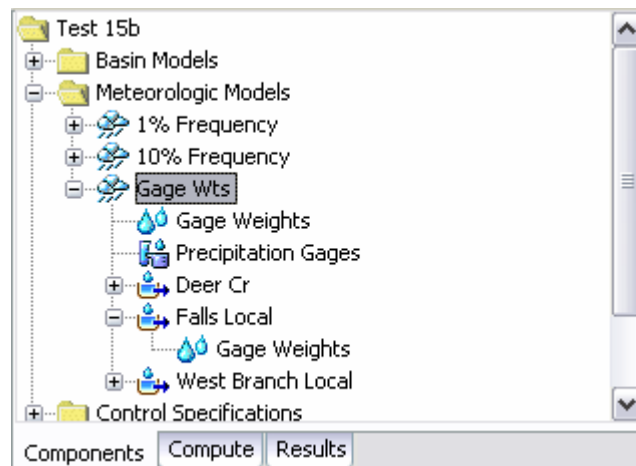 Test 15b
Basin Models
Meteorologic Models
1% Frequency
10% Frequency
Gage Wts
Gage Weights
Precipitation Gages
Deer Cr
Falls Local
Gage Weights
West Branch Local
Control Specifications
Components Compute Results